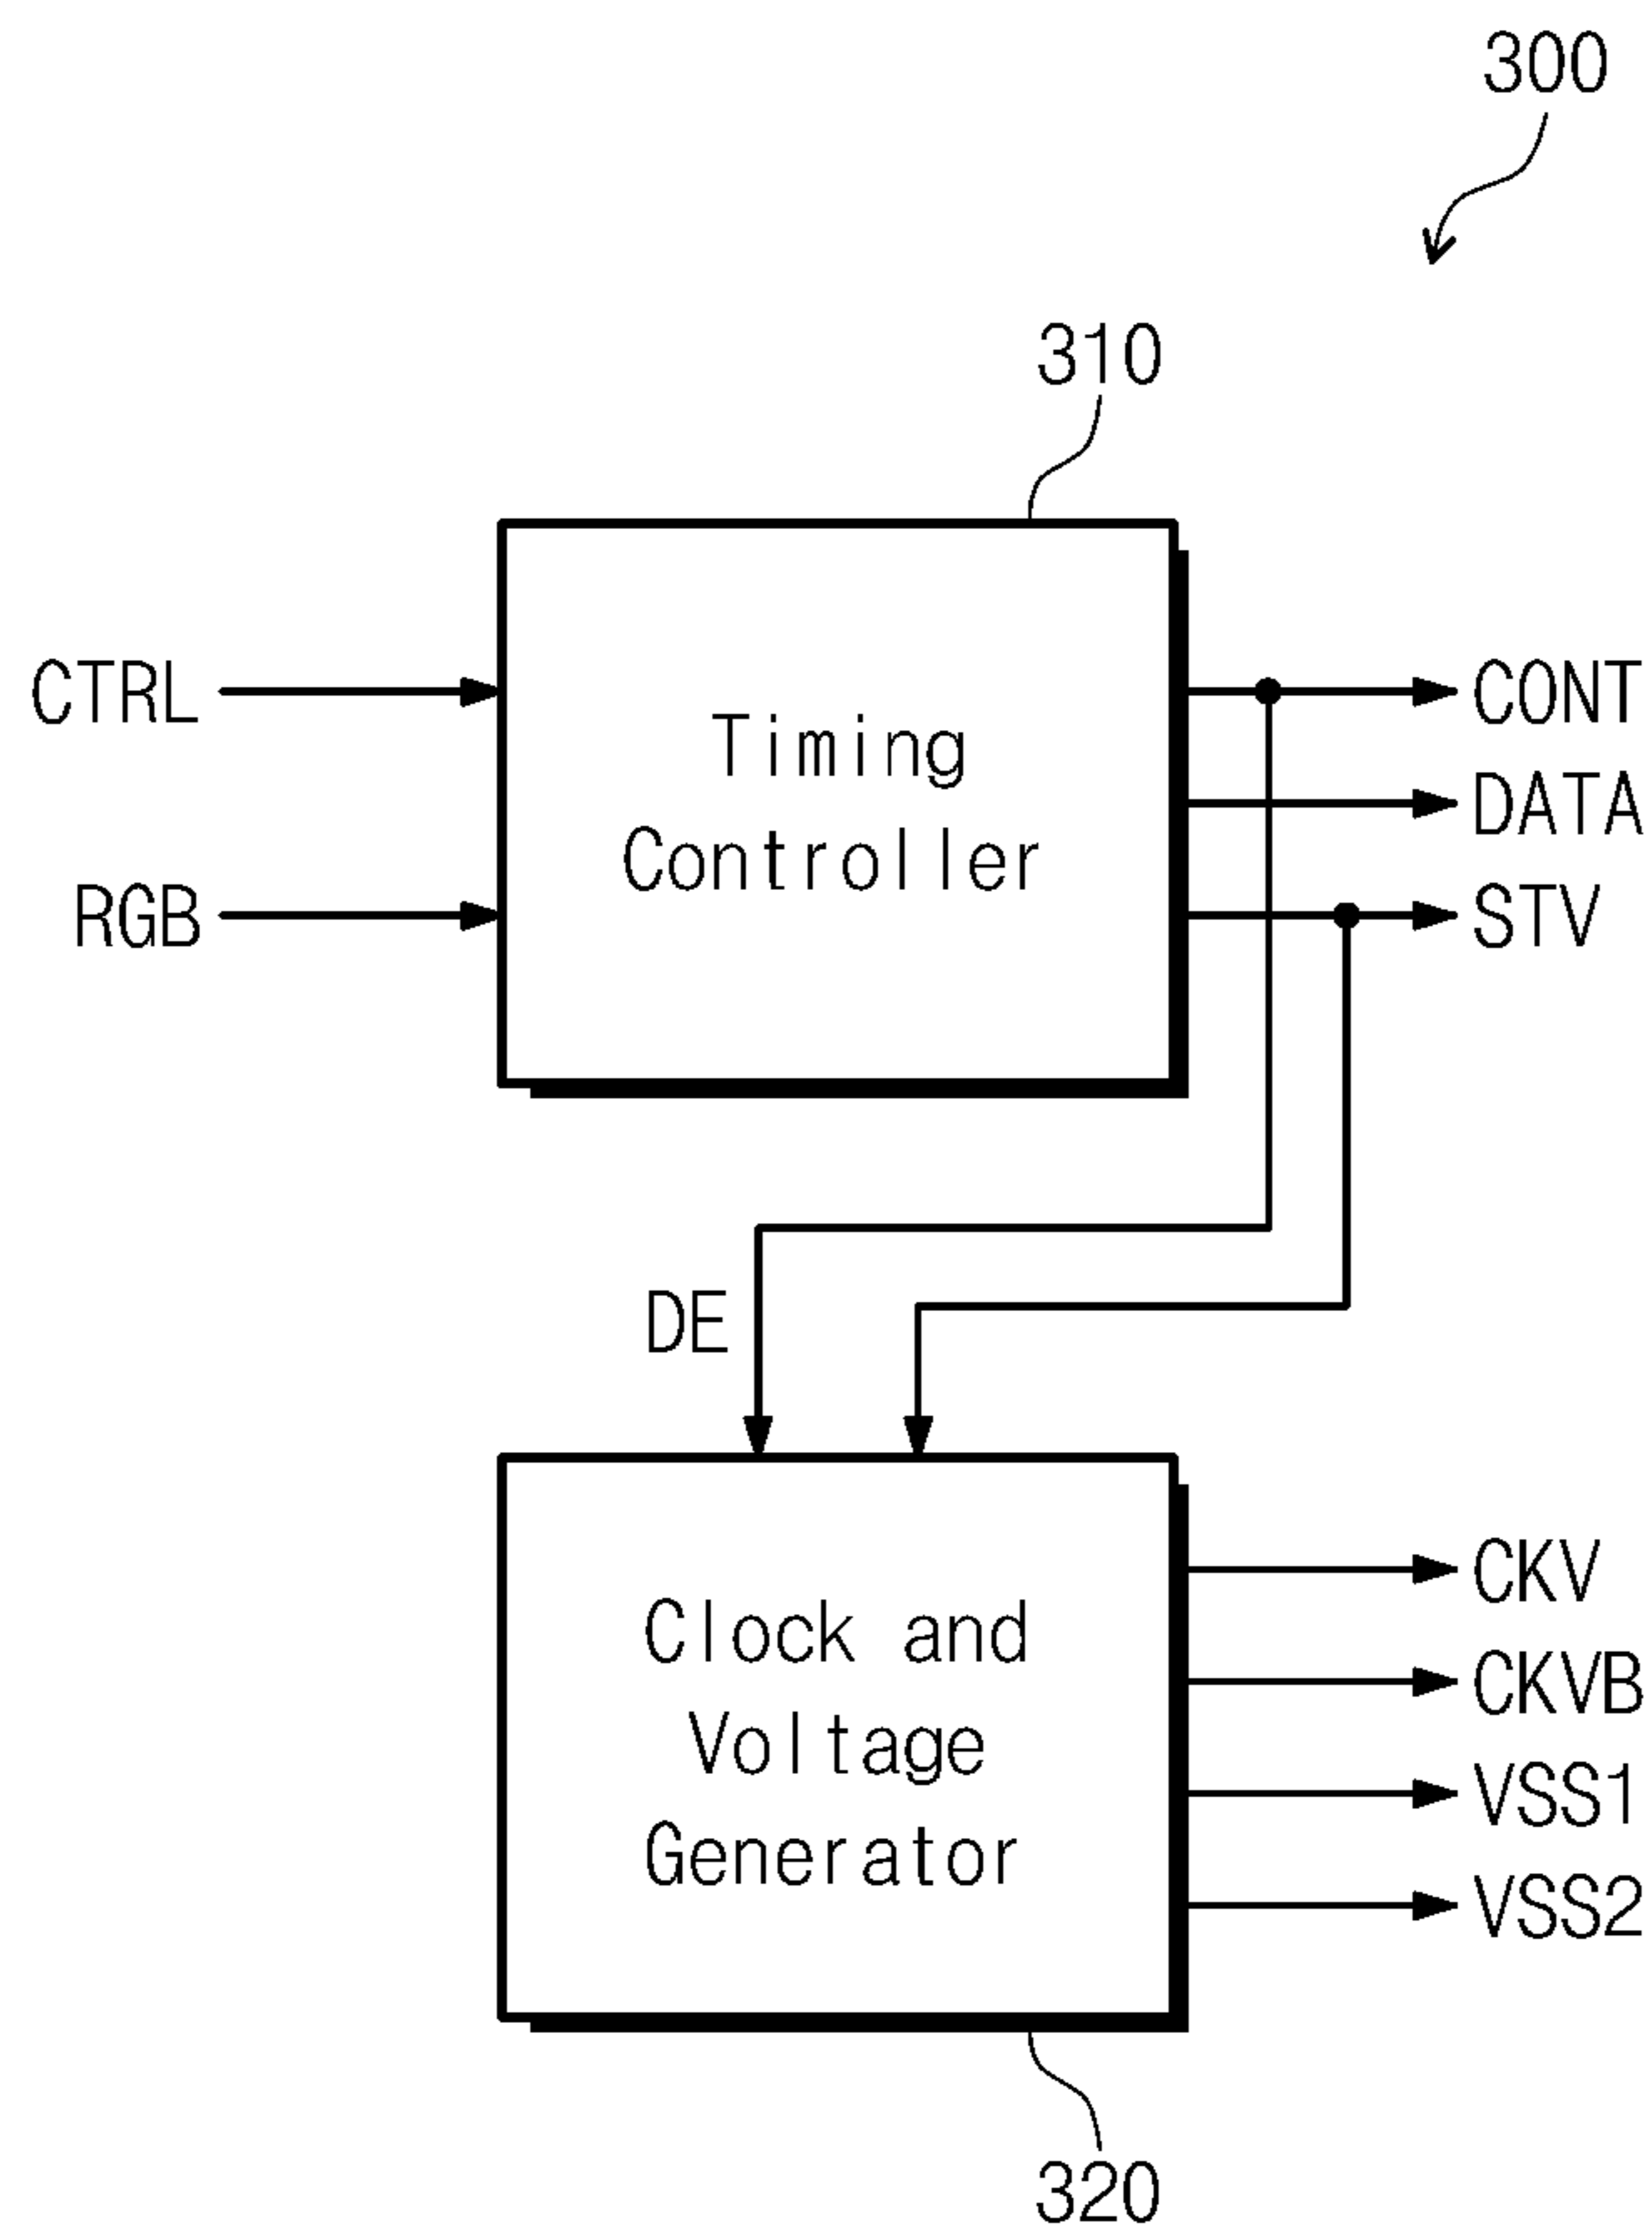 300
310
CTRL
RGB
Timing
Controller
CONT
DATA
STV
DE
Clock and
Voltage
Generator
CKV
CKVB
VSS1
VSS2
320